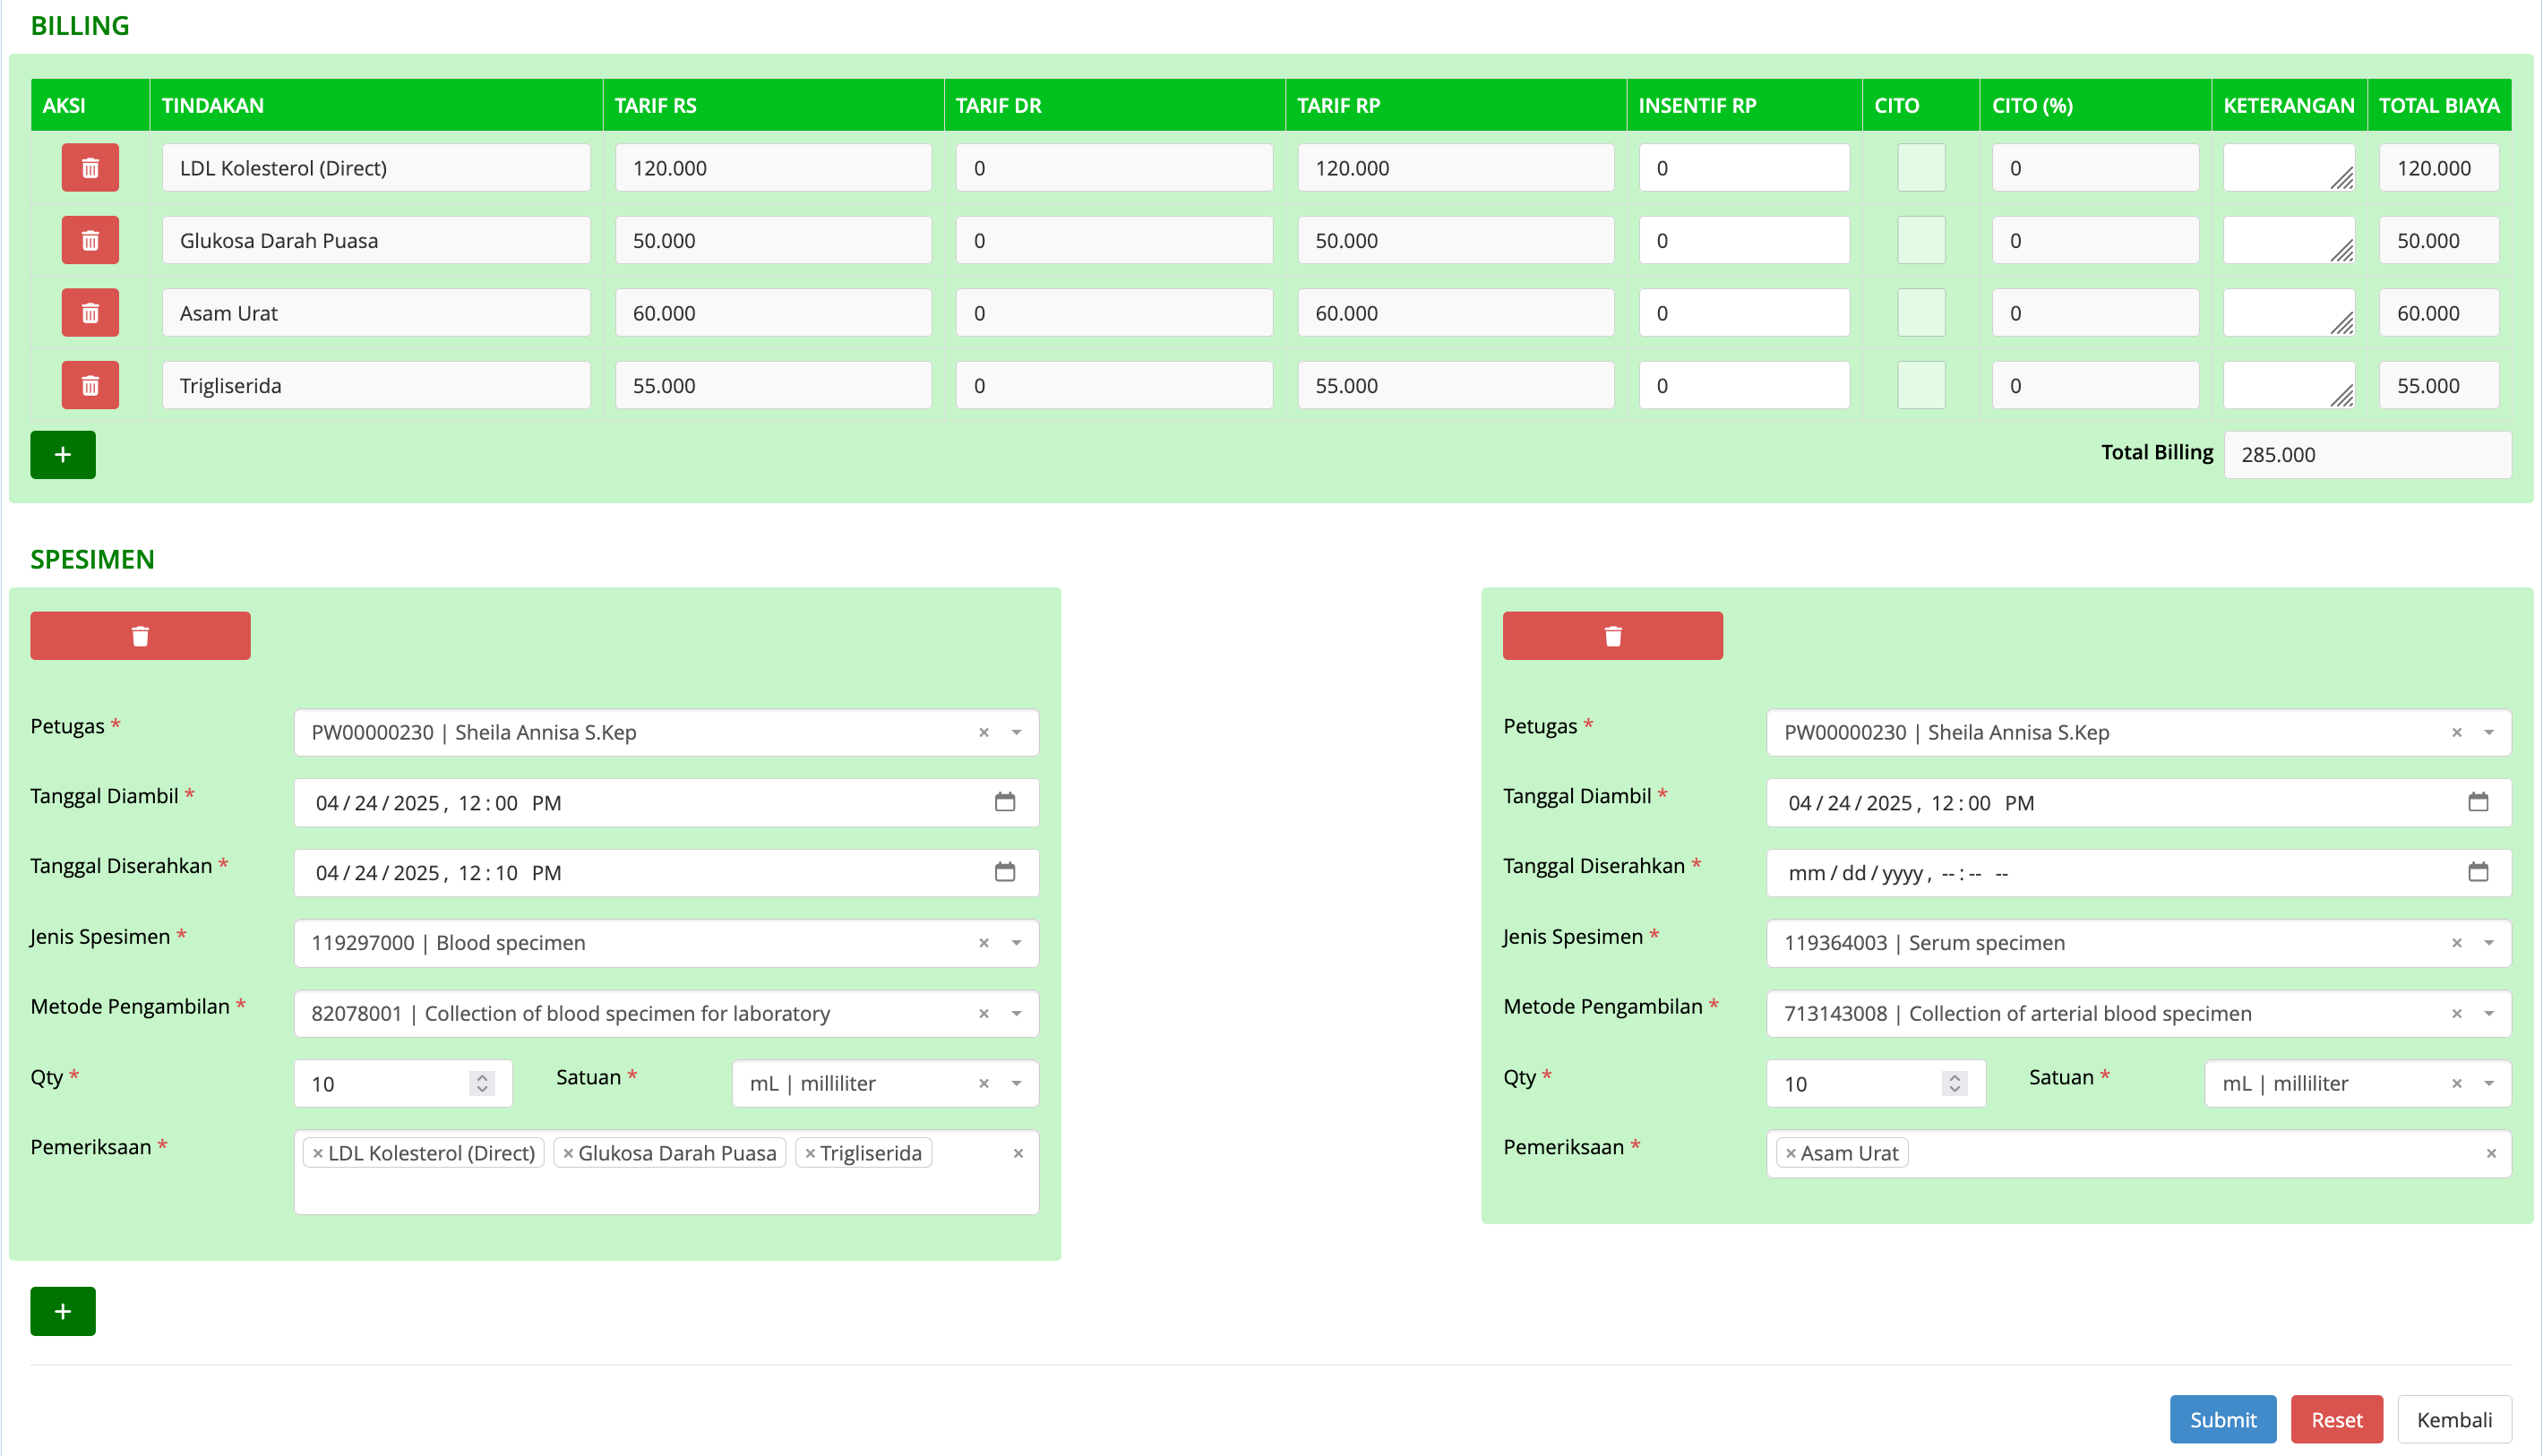 BILLING
AKSI TINDAKAN TARIF RS TARIF DR TARIF RP INSENTIF RP CITO CITO (%) KETERANGAN TOTAL BIAYA
LDL Kolesterol (Direct) 120.000 0 120.000 0 0 120.000
Glukosa Darah Puasa 50.000 0 50.000 0 0 50.000
Asam Urat 60.000 0 60.000 0 0 60.000
Trigliserida 55.000 0 55.000 0 0 55.000
+ Total Billing 285.000
SPESIMEN
Petugas * PW00000230 | Sheila Annisa S.Kep ×
Tanggal Diambil * 04/24/2025, 12:00 PM
Tanggal Diserahkan * 04/24/2025, 12:10 PM
Jenis Spesimen * 119297000 | Blood specimen ×
Metode Pengambilan * 82078001 | Collection of blood specimen for laboratory ×
Qty * 10 Satuan * mL | milliliter ×
Pemeriksaan * × LDL Kolesterol (Direct) × Glukosa Darah Puasa × Trigliserida ×
Petugas * PW00000230 | Sheila Annisa S.Kep ×
Tanggal Diambil * 04/24/2025, 12:00 PM
Tanggal Diserahkan * mm/dd/yyyy, --:-- --
Jenis Spesimen * 119364003 | Serum specimen ×
Metode Pengambilan * 713143008 | Collection of arterial blood specimen ×
Qty * 10 Satuan * mL | milliliter ×
Pemeriksaan * × Asam Urat ×
+
Submit Reset Kembali